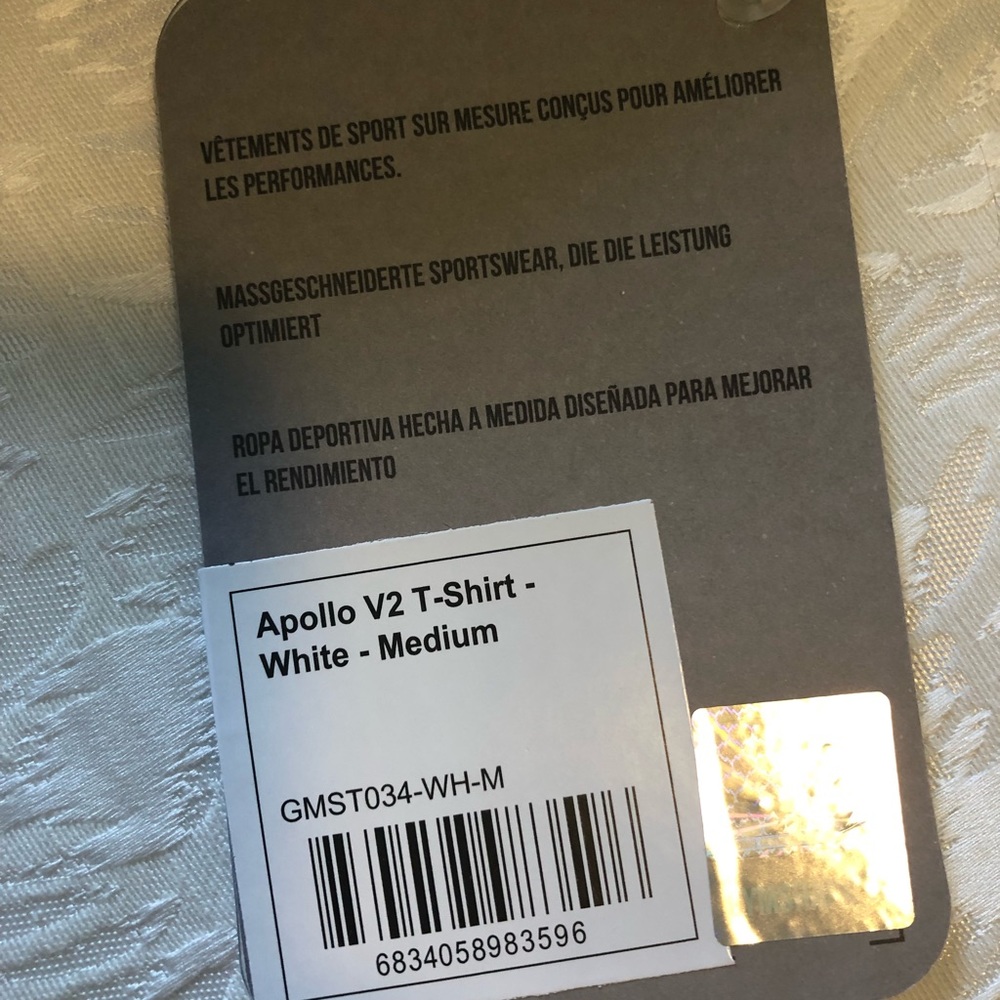 VÊTEMENTS DE SPORT SUR MESURE CONÇUS POUR AMÉLIORER
LES PERFORMANCES.
MASSGESCHNEIDERTE SPORTSWEAR, DIE DIE LEISTUNG
OPTIMIERT
ROPA DEPORTIVA HECHA A MEDIDA DISEÑADA PARA MEJORAR
EL RENDIMIENTO
Apollo V2 T-Shirt -
White - Medium
GMST034-WH-M
6834058983596